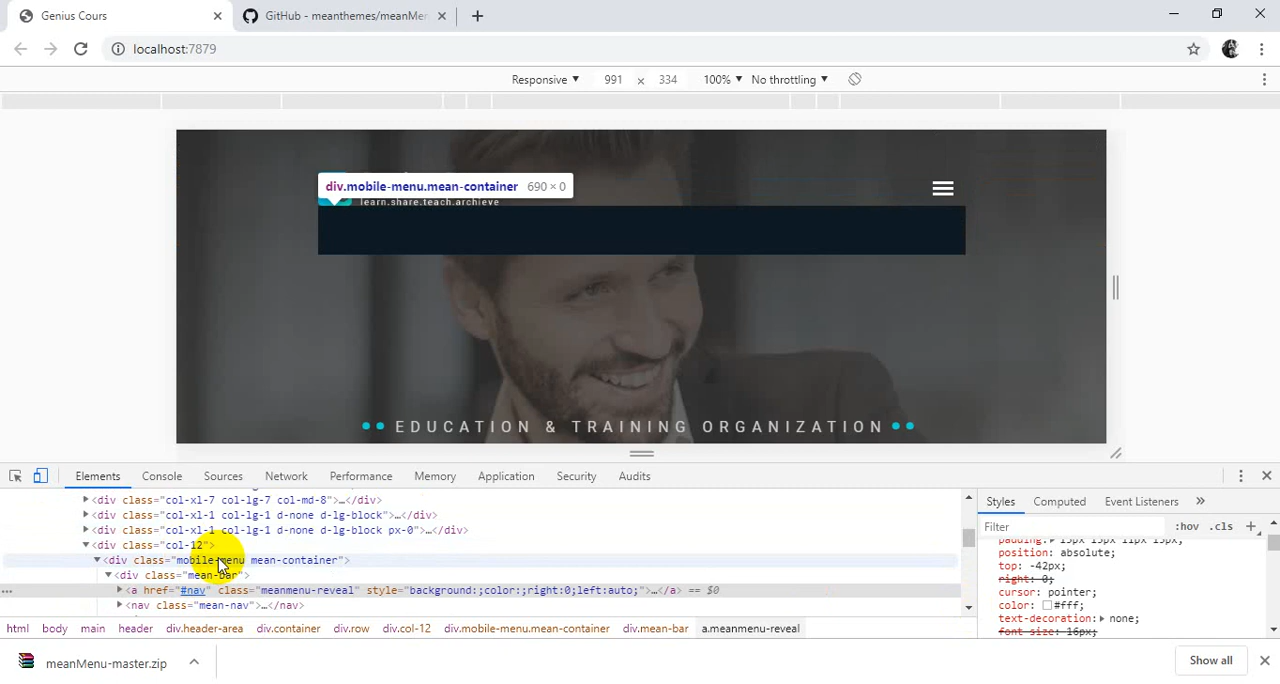 Genius Cours
GitHub - meanthemes/meanMer
localhost:7879
Responsive 991 × 334 100% No throttling
div.mobile-menu.mean-container 690 × 0
learn.share.teach.archieve
EDUCATION & TRAINING ORGANIZATION
Elements Console Sources Network Performance Memory Application Security Audits
<div class="col-xl-7 col-lg-7 col-md-8">…</div>
<div class="col-xl-1 col-lg-1 d-none d-lg-block">…</div>
<div class="col-xl-1 col-lg-1 d-none d-lg-block px-0">…</div>
<div class="col-12">
<div class="mobile-menu mean-container">
<div class="mean-bar">
… <a href="#nav" class="meanmenu-reveal" style="background:;color:;right:0;left:auto;">…</a> == $0
<nav class="mean-nav">…</nav>
html body main header div.header-area div.container div.row div.col-12 div.mobile-menu.mean-container div.mean-bar a.meanmenu-reveal
Styles Computed Event Listeners »
Filter :hov .cls +
padding: 15px 15px 11px 15px;
position: absolute;
top: -42px;
right: 0;
cursor: pointer;
color: #fff;
text-decoration: none;
font-size: 16px;
meanMenu-master.zip
Show all